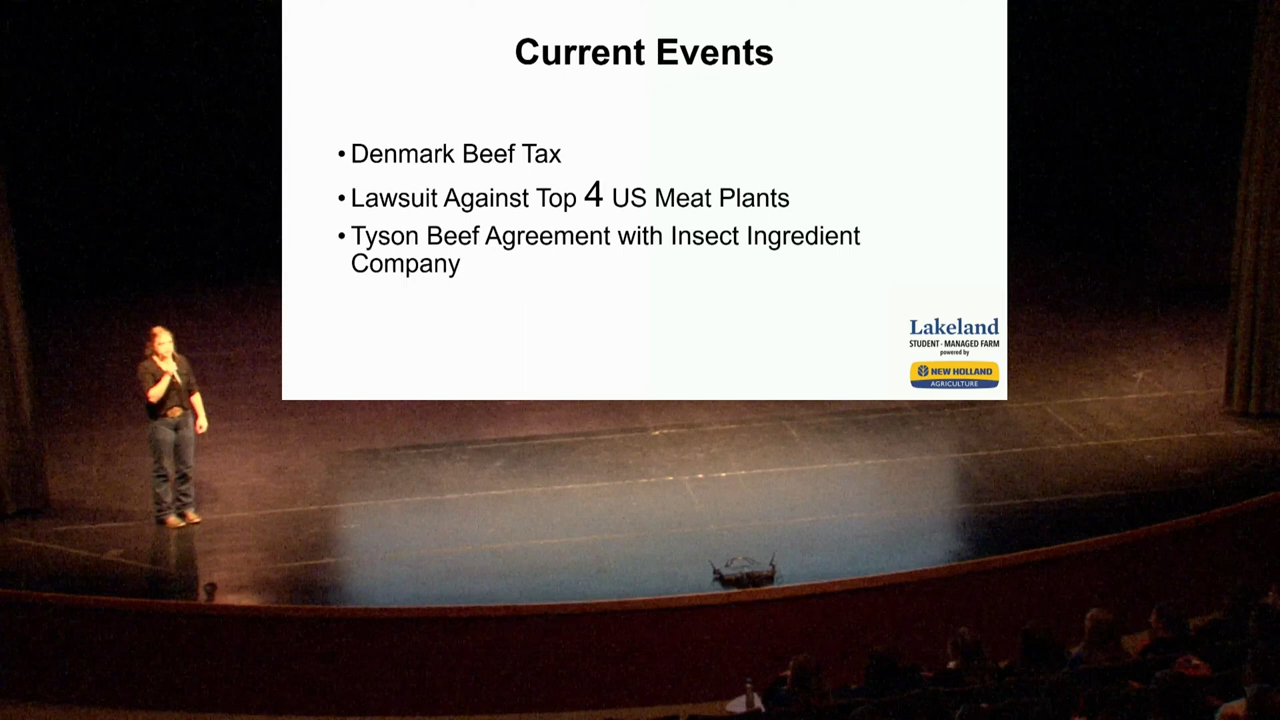 Current Events
• Denmark Beef Tax
• Lawsuit Against Top 4 US Meat Plants
• Tyson Beef Agreement with Insect Ingredient
Company
Lakeland
STUDENT - MANAGED FARM
powered by
NEW HOLLAND
AGRICULTURE